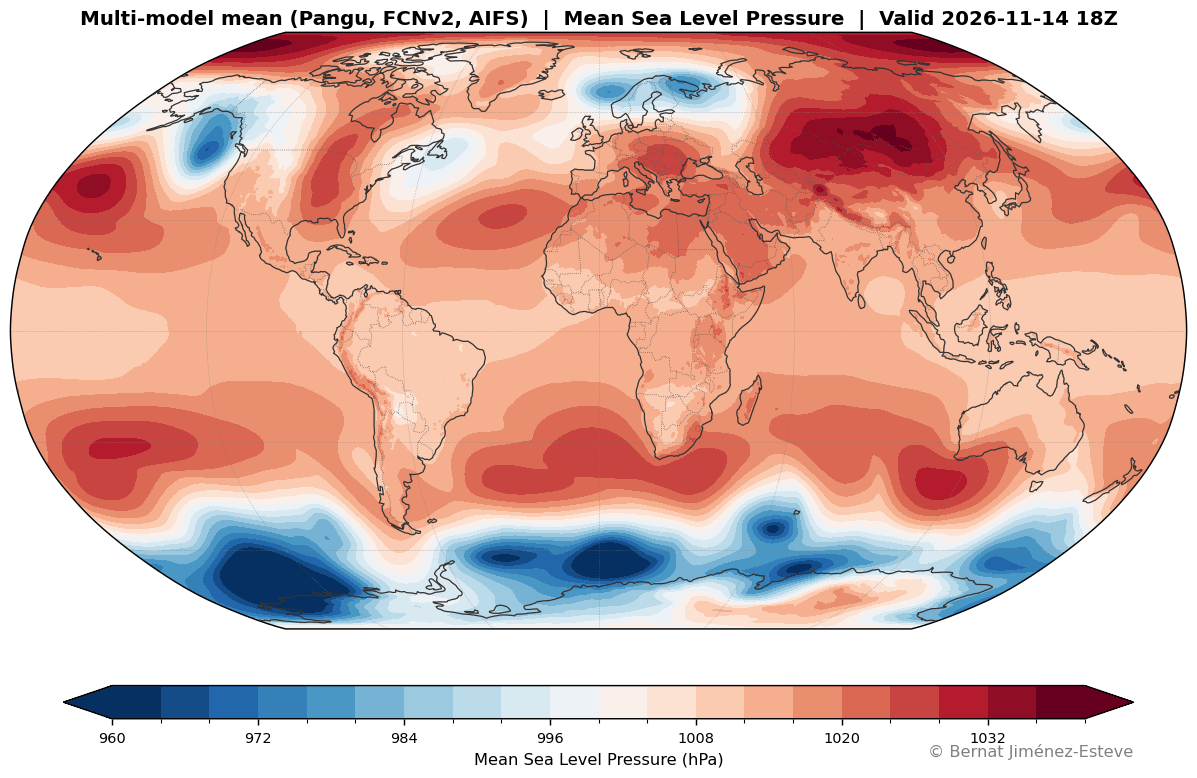 Multi-model mean (Pangu, FCNv2, AIFS)  |  Mean Sea Level Pressure  |  Valid 2026-11-14 18Z
960 972 984 996 1008 1020 1032
Mean Sea Level Pressure (hPa)
© Bernat Jiménez-Esteve